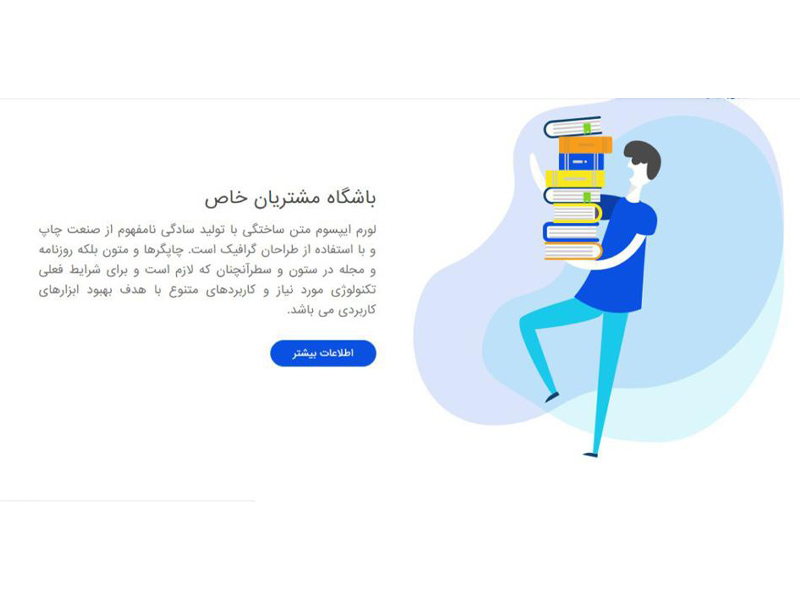 باشگاه مشتریان خاص
لورم ایپسوم متن ساختگی با تولید سادگی نامفهوم از صنعت چاپ
و با استفاده از طراحان گرافیک است. چاپگرها و متون بلکه روزنامه
و مجله در ستون و سطرآنچنان که لازم است و برای شرایط فعلی
تکنولوژی مورد نیاز و کاربردهای متنوع با هدف بهبود ابزارهای
کاربردی می باشد.
اطلاعات بیشتر